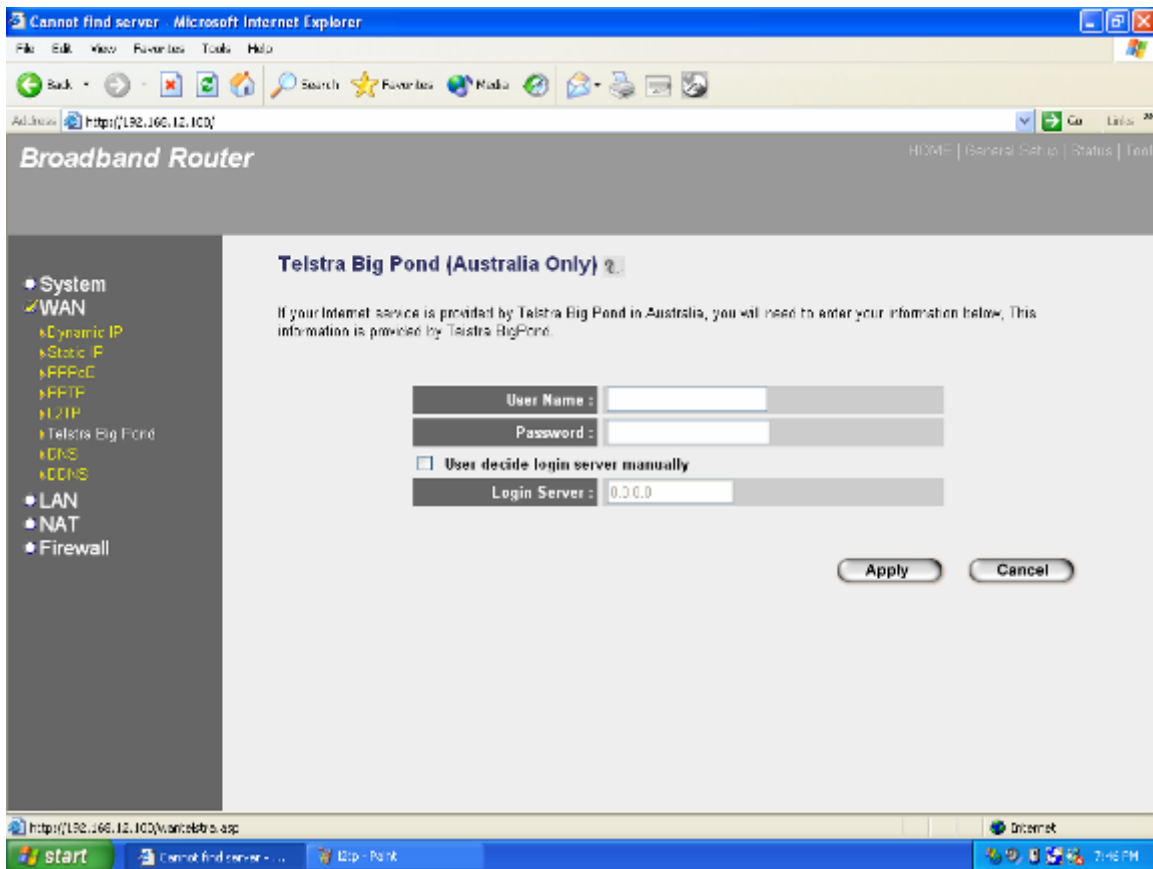 Cannot find server - Microsoft Internet Explorer
File Edit View Favorites Tools Help
Back Search Favorites Media
Address http://192.168.12.100/ Go Links »
Broadband Router
HOME | General Setup | Status | Tool
System
WAN
Dynamic IP
Static IP
PPPoE
PPTP
L2TP
Telstra Big Pond
DNS
DDNS
LAN
NAT
Firewall
Telstra Big Pond (Australia Only)
If your Internet service is provided by Telstra Big Pond in Australia, you will need to enter your information below, This
information is provided by Telstra BigPond.
User Name :
Password :
User decide login server manually
Login Server : 0.0.0.0
Apply Cancel
http://192.168.12.100/wantelstra.asp Internet
start Cannot find server - ... l2tp - Paint 7:46 PM